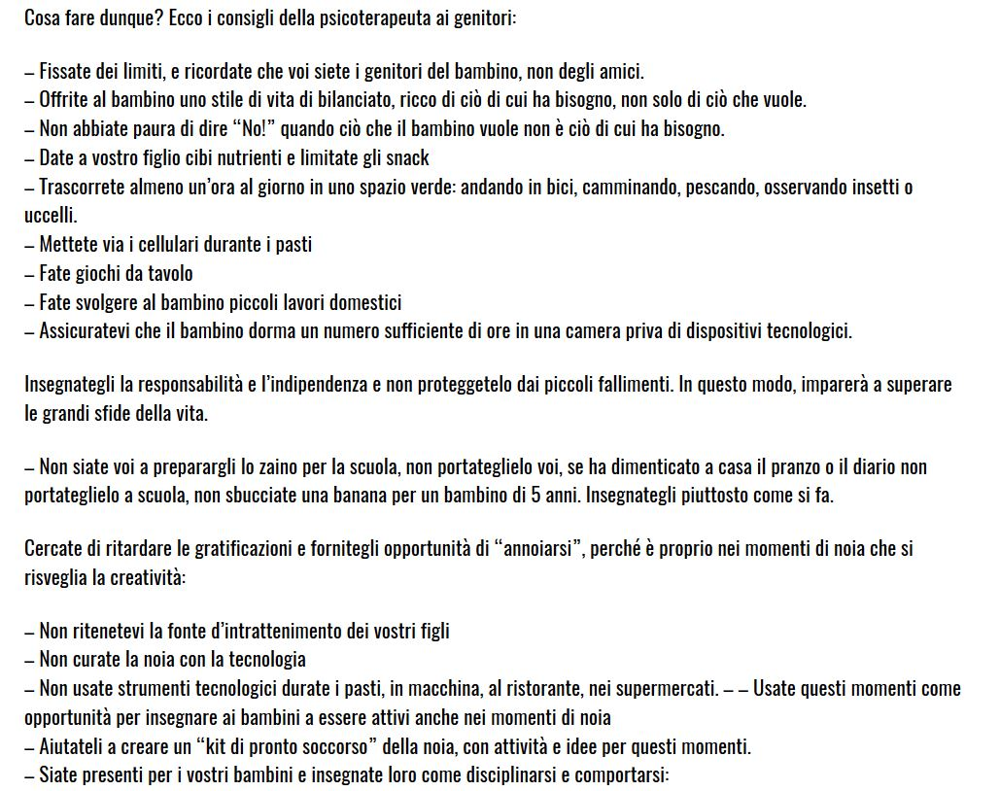 Cosa fare dunque? Ecco i consigli della psicoterapeuta ai genitori:
– Fissate dei limiti, e ricordate che voi siete i genitori del bambino, non degli amici.
– Offrite al bambino uno stile di vita di bilanciato, ricco di ciò di cui ha bisogno, non solo di ciò che vuole.
– Non abbiate paura di dire “No!” quando ciò che il bambino vuole non è ciò di cui ha bisogno.
– Date a vostro figlio cibi nutrienti e limitate gli snack
– Trascorrete almeno un’ora al giorno in uno spazio verde: andando in bici, camminando, pescando, osservando insetti o
uccelli.
– Mettete via i cellulari durante i pasti
– Fate giochi da tavolo
– Fate svolgere al bambino piccoli lavori domestici
– Assicuratevi che il bambino dorma un numero sufficiente di ore in una camera priva di dispositivi tecnologici.
Insegnategli la responsabilità e l’indipendenza e non proteggetelo dai piccoli fallimenti. In questo modo, imparerà a superare
le grandi sfide della vita.
– Non siate voi a preparargli lo zaino per la scuola, non portateglielo voi, se ha dimenticato a casa il pranzo o il diario non
portateglielo a scuola, non sbucciate una banana per un bambino di 5 anni. Insegnategli piuttosto come si fa.
Cercate di ritardare le gratificazioni e fornitegli opportunità di “annoiarsi”, perché è proprio nei momenti di noia che si
risveglia la creatività:
– Non ritenetevi la fonte d’intrattenimento dei vostri figli
– Non curate la noia con la tecnologia
– Non usate strumenti tecnologici durate i pasti, in macchina, al ristorante, nei supermercati. – – Usate questi momenti come
opportunità per insegnare ai bambini a essere attivi anche nei momenti di noia
– Aiutateli a creare un “kit di pronto soccorso” della noia, con attività e idee per questi momenti.
– Siate presenti per i vostri bambini e insegnate loro come disciplinarsi e comportarsi: